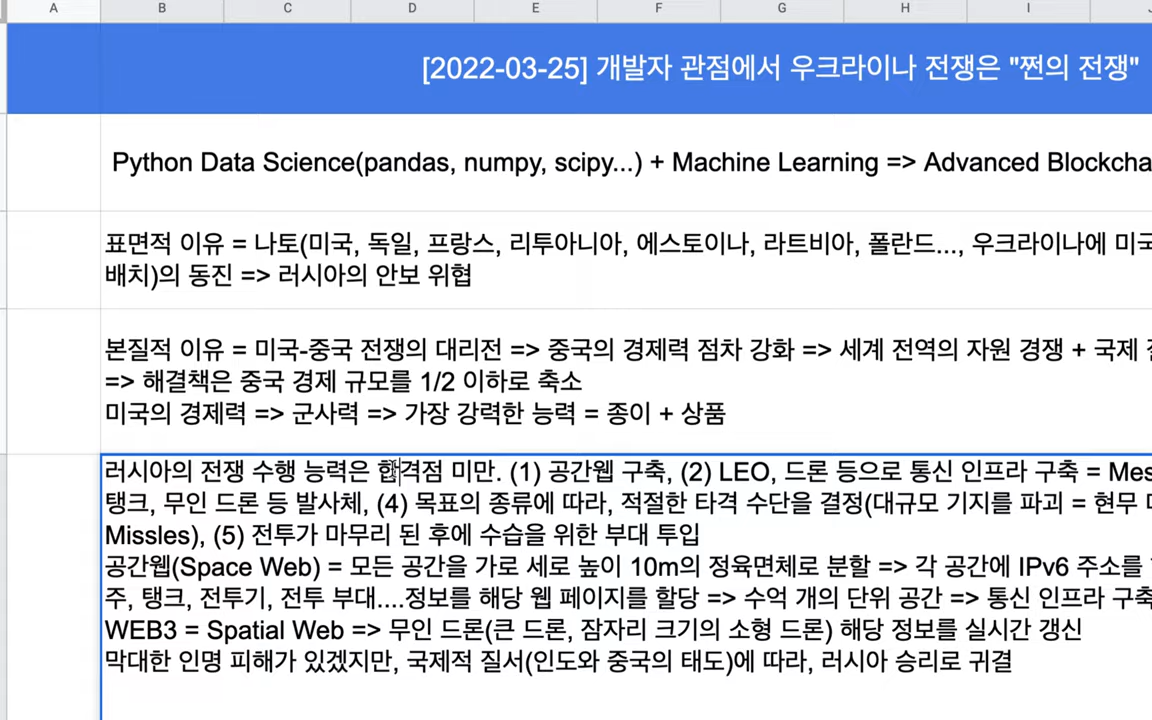 A B C D E F G H I
[2022-03-25] 개발자 관점에서 우크라이나 전쟁은 "쩐의 전쟁"
Python Data Science(pandas, numpy, scipy...) + Machine Learning => Advanced Blockcha
표면적 이유 = 나토(미국, 독일, 프랑스, 리투아니아, 에스토이나, 라트비아, 폴란드..., 우크라이나에 미국
배치)의 동진 => 러시아의 안보 위협
본질적 이유 = 미국-중국 전쟁의 대리전 => 중국의 경제력 점차 강화 => 세계 전역의 자원 경쟁 + 국제
=> 해결책은 중국 경제 규모를 1/2 이하로 축소
미국의 경제력 => 군사력 => 가장 강력한 능력 = 종이 + 상품
러시아의 전쟁 수행 능력은 합격점 미만. (1) 공간웹 구축, (2) LEO, 드론 등으로 통신 인프라 구축 = Mes
탱크, 무인 드론 등 발사체, (4) 목표의 종류에 따라, 적절한 타격 수단을 결정(대규모 기지를 파괴 = 현무
Missles), (5) 전투가 마무리 된 후에 수습을 위한 부대 투입
공간웹(Space Web) = 모든 공간을 가로 세로 높이 10m의 정육면체로 분할 => 각 공간에 IPv6 주소를
주, 탱크, 전투기, 전투 부대....정보를 해당 웹 페이지를 할당 => 수억 개의 단위 공간 => 통신 인프라 구축
WEB3 = Spatial Web => 무인 드론(큰 드론, 잠자리 크기의 소형 드론) 해당 정보를 실시간 갱신
막대한 인명 피해가 있겠지만, 국제적 질서(인도와 중국의 태도)에 따라, 러시아 승리로 귀결